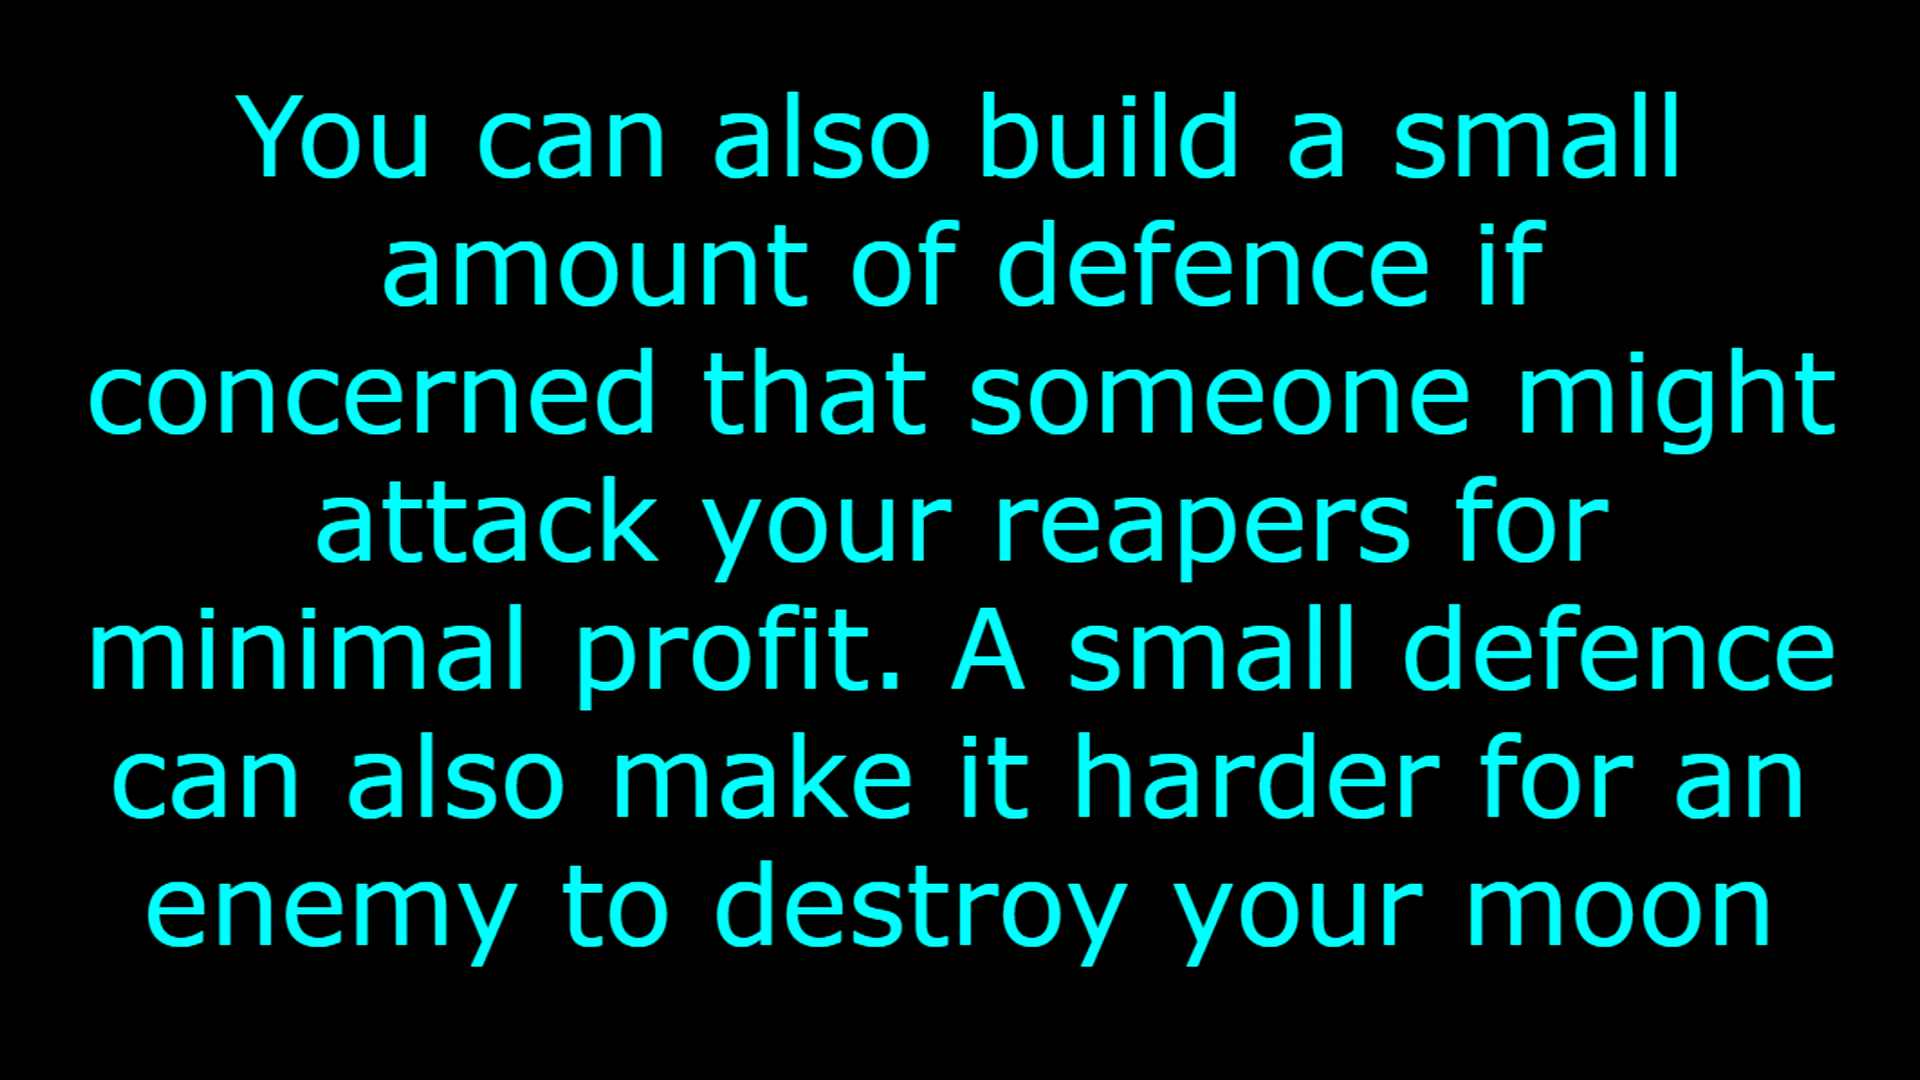 You can also build a small
amount of defence if
concerned that someone might
attack your reapers for
minimal profit. A small defence
can also make it harder for an
enemy to destroy your moon